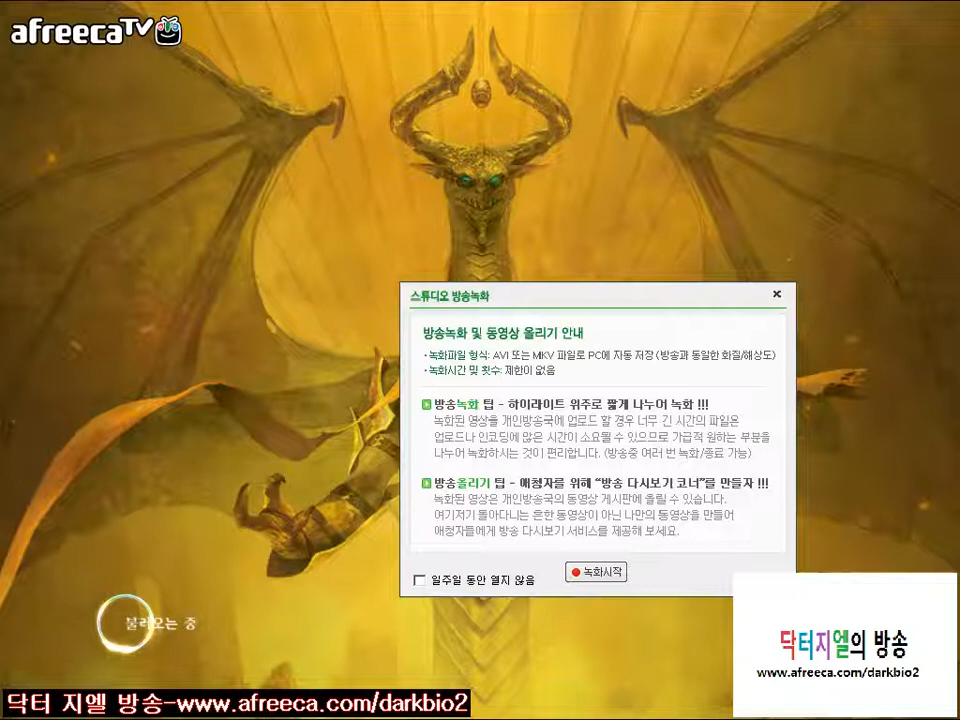 afreecaTV
스튜디오 방송녹화
방송녹화 및 동영상 올리기 안내
·녹화파일 형식: AVI 또는 MKV 파일로 PC에 자동 저장 (방송과 동일한 화질/해상도)
·녹화시간 및 횟수: 제한이 없음
방송녹화 팁 - 하이라이트 위주로 짧게 나누어 녹화 !!!
녹화된 영상을 개인방송국에 업로드 할 경우 너무 긴 시간의 파일은
업로드나 인코딩에 많은 시간이 소요될 수 있으므로 가급적 원하는 부분을
나누어 녹화하시는 것이 편리합니다. (방송중 여러 번 녹화/종료 가능)
방송올리기 팁 - 애청자를 위해 “방송 다시보기 코너”를 만들자 !!!
녹화된 영상은 개인방송국의 동영상 게시판에 올릴 수 있습니다.
여기저기 돌아다니는 흔한 동영상이 아닌 나만의 동영상을 만들어
애청자들에게 방송 다시보기 서비스를 제공해 보세요.
일주일 동안 열지 않음
녹화시작
불러오는 중
닥터지엘의 방송
www.afreeca.com/darkbio2
닥터 지엘 방송-www.afreeca.com/darkbio2